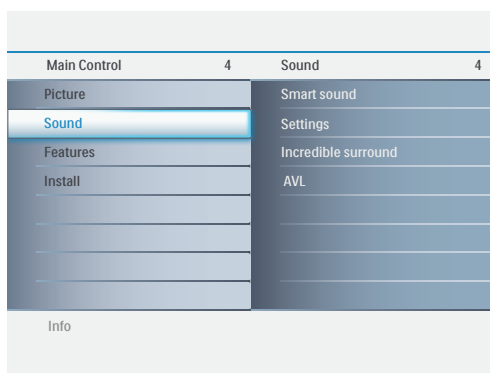 Main Control 4 Sound 4
Picture Smart sound
Sound Settings
Features Incredible surround
Install AVL
Info